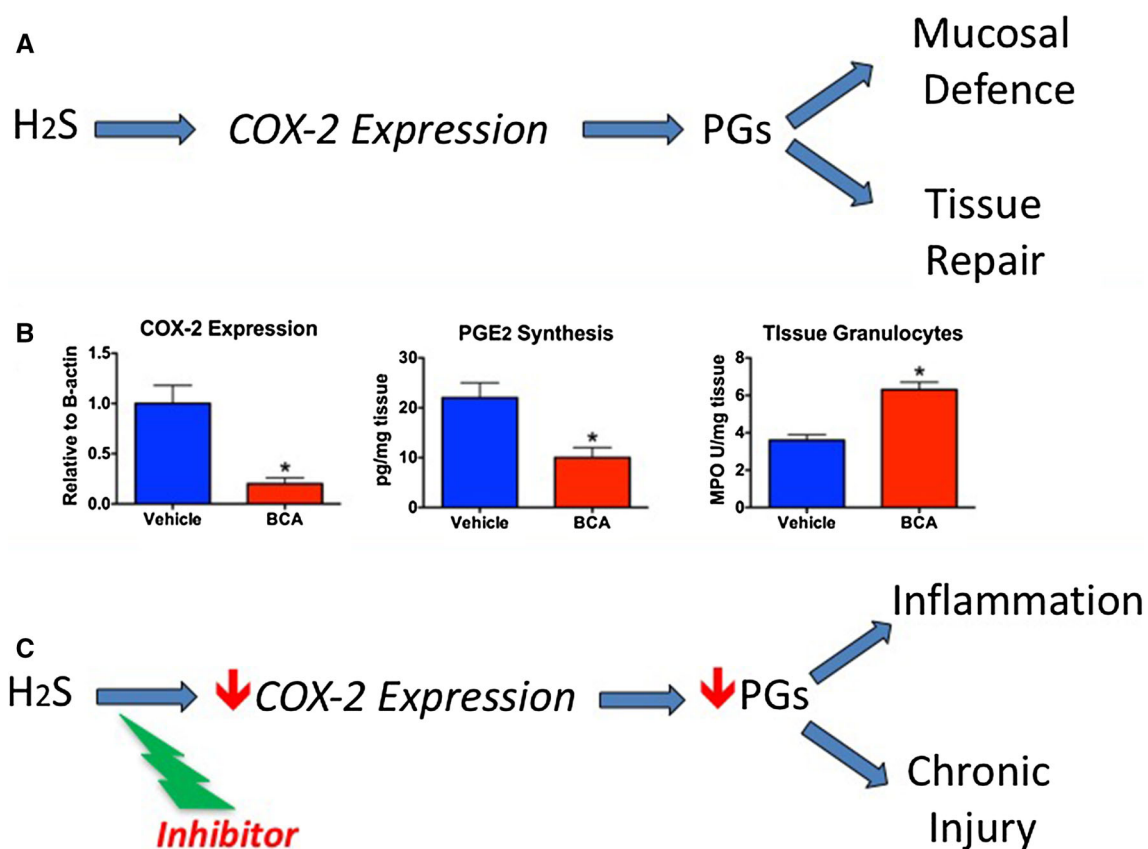 A
H2S
COX-2 Expression
PGs
Mucosal
Defence
Tissue
Repair
B
COX-2 Expression
Relative to B-actin
1.5
1.0
0.5
0.0
*
Vehicle
BCA
PGE2 Synthesis
pg/mg tissue
30
20
10
0
*
Vehicle
BCA
TIssue Granulocytes
MPO U/mg tissue
8
6
4
2
0
*
Vehicle
BCA
C
H2S
COX-2 Expression
PGs
Inflammation
Chronic
Injury
Inhibitor